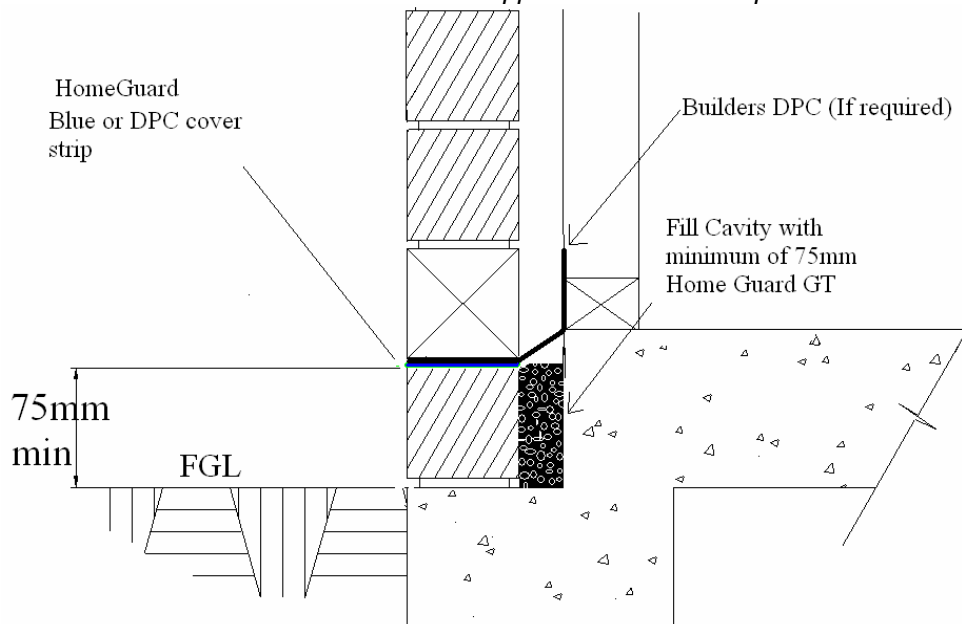 HomeGuard
Blue or DPC cover
strip
Builders DPC (If required)
Fill Cavity with
minimum of 75mm
Home Guard GT
75mm
min
FGL